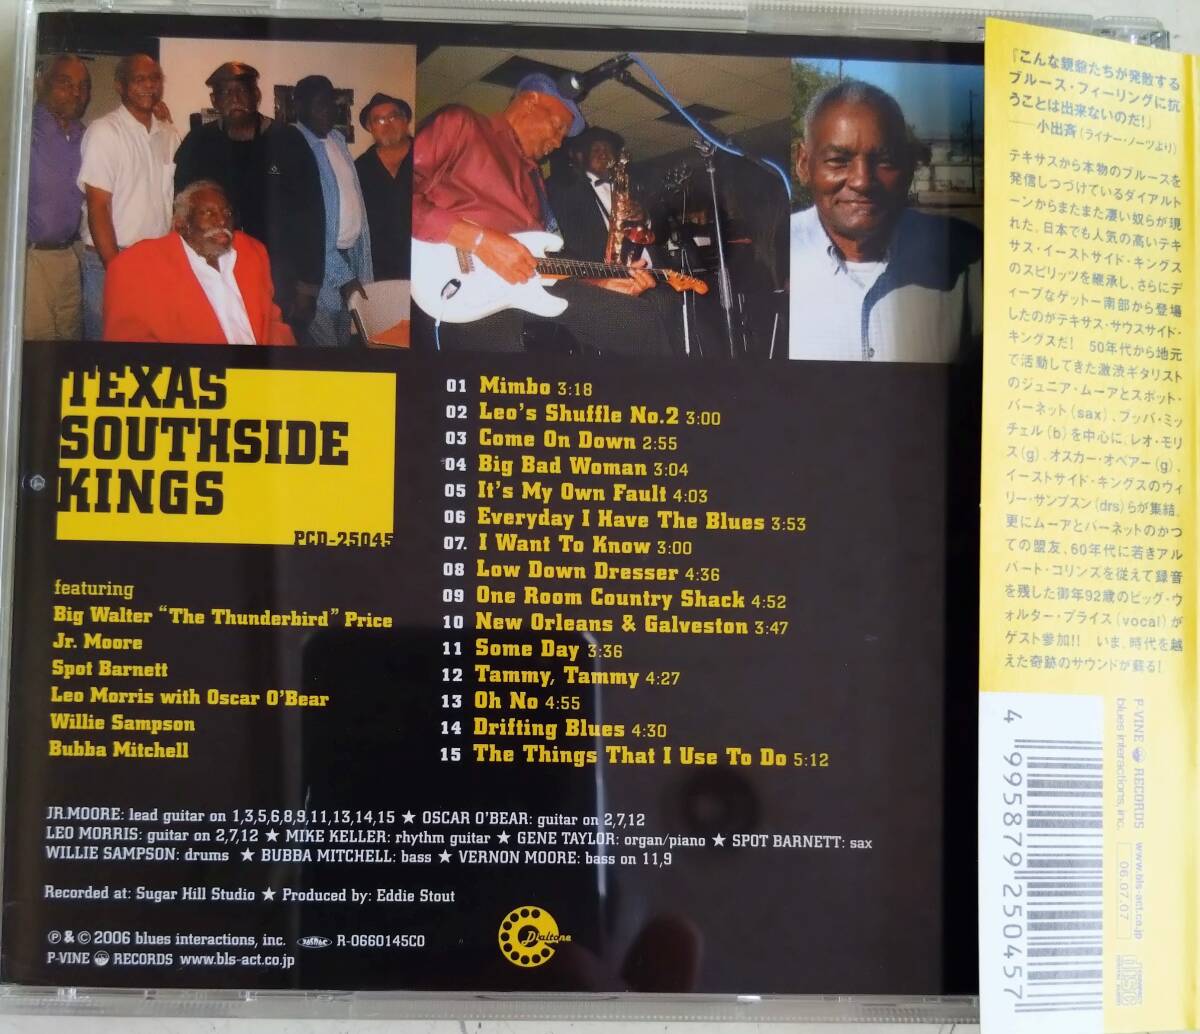 TEXAS
SOUTHSIDE
KINGS
PCD-25045
featuring
Big Walter “The Thunderbird” Price
Jr. Moore
Spot Barnett
Leo Morris with Oscar O’Bear
Willie Sampson
Bubba Mitchell
01 Mimbo 3:18
02 Leo’s Shuffle No.2 3:00
03 Come On Down 2:55
04 Big Bad Woman 3:04
05 It’s My Own Fault 4:03
06 Everyday I Have The Blues 3:53
07. I Want To Know 3:00
08 Low Down Dresser 4:36
09 One Room Country Shack 4:52
10 New Orleans & Galveston 3:47
11 Some Day 3:36
12 Tammy, Tammy 4:27
13 Oh No 4:55
14 Drifting Blues 4:30
15 The Things That I Use To Do 5:12
JR.MOORE: lead guitar on 1,3,5,6,8,9,11,13,14,15 ★ OSCAR O’BEAR: guitar on 2,7,12
LEO MORRIS: guitar on 2,7,12 ★ MIKE KELLER: rhythm guitar ★ GENE TAYLOR: organ/piano ★ SPOT BARNETT: sax
WILLIE SAMPSON: drums ★ BUBBA MITCHELL: bass ★ VERNON MOORE: bass on 11,9
Recorded at: Sugar Hill Studio ★ Produced by: Eddie Stout
℗ & © 2006 blues interactions, inc. R-0660145CO
P-VINE RECORDS www.bls-act.co.jp
Dialtone
『こんな親爺たちが発散する
ブルース・フィーリングに抗
うことは出来ないのだ!』
——小出斉(ライナー・ノーツより)
テキサスから本物のブルースを
発信しつづけているダイアルト
ーンからまたまた凄い奴らが現
れた。日本でも人気の高いテキ
サス・イーストサイド・キングス
のスピリッツを継承し、さらにデ
ィープなゲットー南部から登場
したのがテキサス・サウスサイド・
キングスだ! 50年代から地元
で活動してきた激渋ギタリスト
のジュニア・ムーアとスポット・
バーネット(sax)、ブッバ・ミッ
チェル(b)を中心に、レオ・モリ
ス(g)、オスカー・オベアー(g)、
イーストサイド・キングスのウィ
リー・サンプスン(drs)らが集結。
更にムーアとバーネットのかつ
ての盟友、60年代に若きアル
バート・コリンズを従えて録音
を残した御年92歳のビッグ・ウ
ォルター・プライス(vocal)が
ゲスト参加!! いま、時代を越
えた奇跡のサウンドが蘇る!
P-VINE RECORDS www.bls-act.co.jp
blues interactions, inc.
06.07.07
4 995879 250457
COMPACT
disc